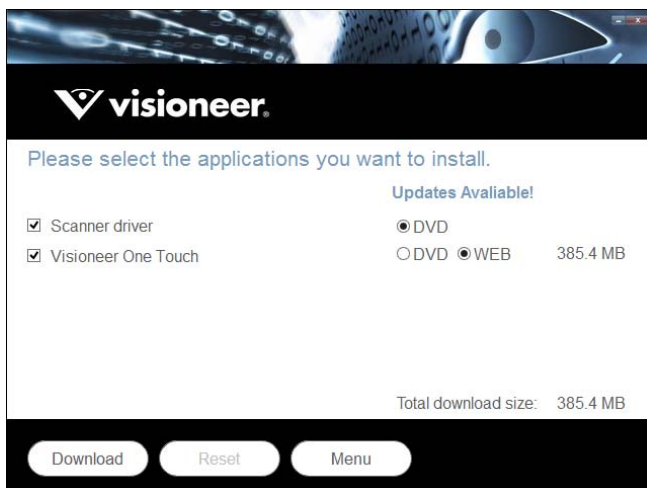 visioneer®
Please select the applications you want to install.
Updates Avaliable!
Scanner driver DVD
Visioneer One Touch DVD WEB 385.4 MB
Total download size: 385.4 MB
Download Reset Menu